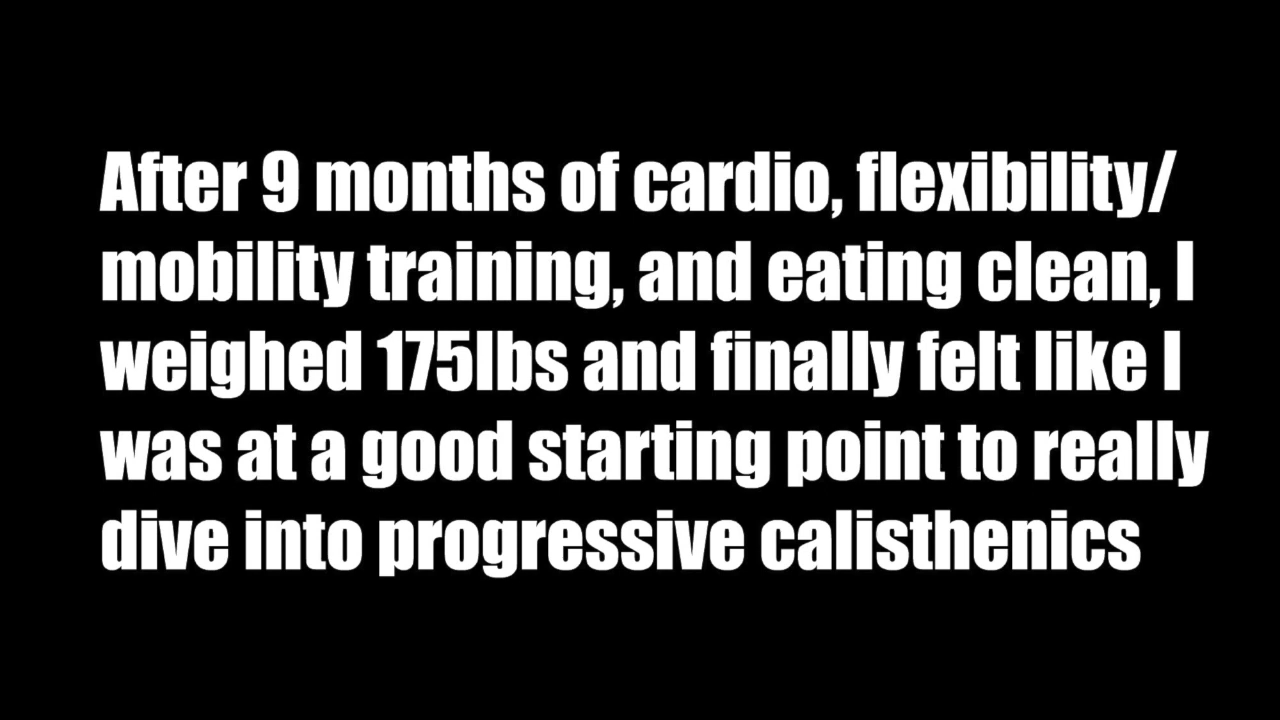 After 9 months of cardio, flexibility/
mobility training, and eating clean, I
weighed 175lbs and finally felt like I
was at a good starting point to really
dive into progressive calisthenics